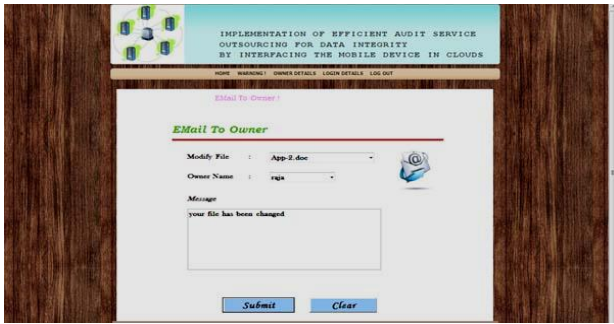 IMPLEMENTATION OF EFFICIENT AUDIT SERVICE
OUTSOURCING FOR DATA INTEGRITY
BY INTERFACING THE MOBILE DEVICE IN CLOUDS
HOME WARNING! OWNER DETAILS LOGIN DETAILS LOG OUT
EMail To Owner !
EMail To Owner
Modify File : App-2.doc
Owner Name : raja
Message
your file has been changed
Submit Clear